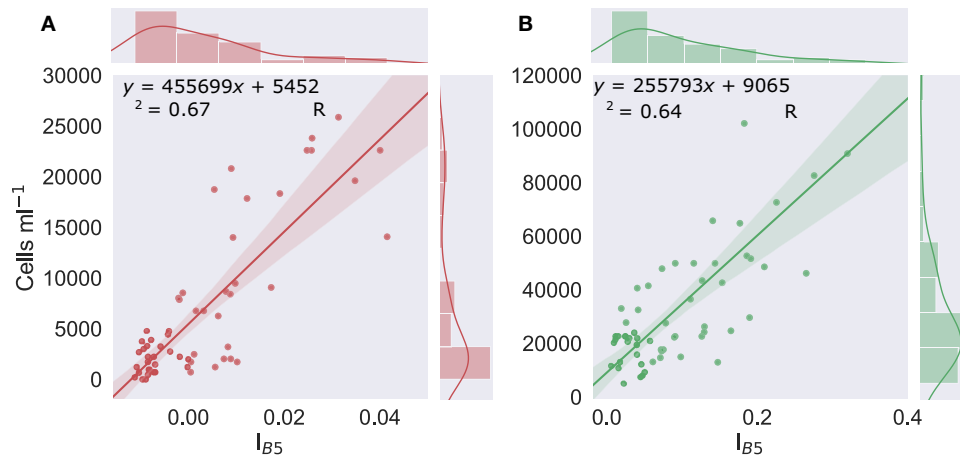 A
B
y = 455699x + 5452
² = 0.67 R
y = 255793x + 9065
² = 0.64 R
Cells ml⁻¹
30000
25000
20000
15000
10000
5000
0
0.00 0.02 0.04
I_B5
120000
100000
80000
60000
40000
20000
0
0.0 0.2 0.4
I_B5